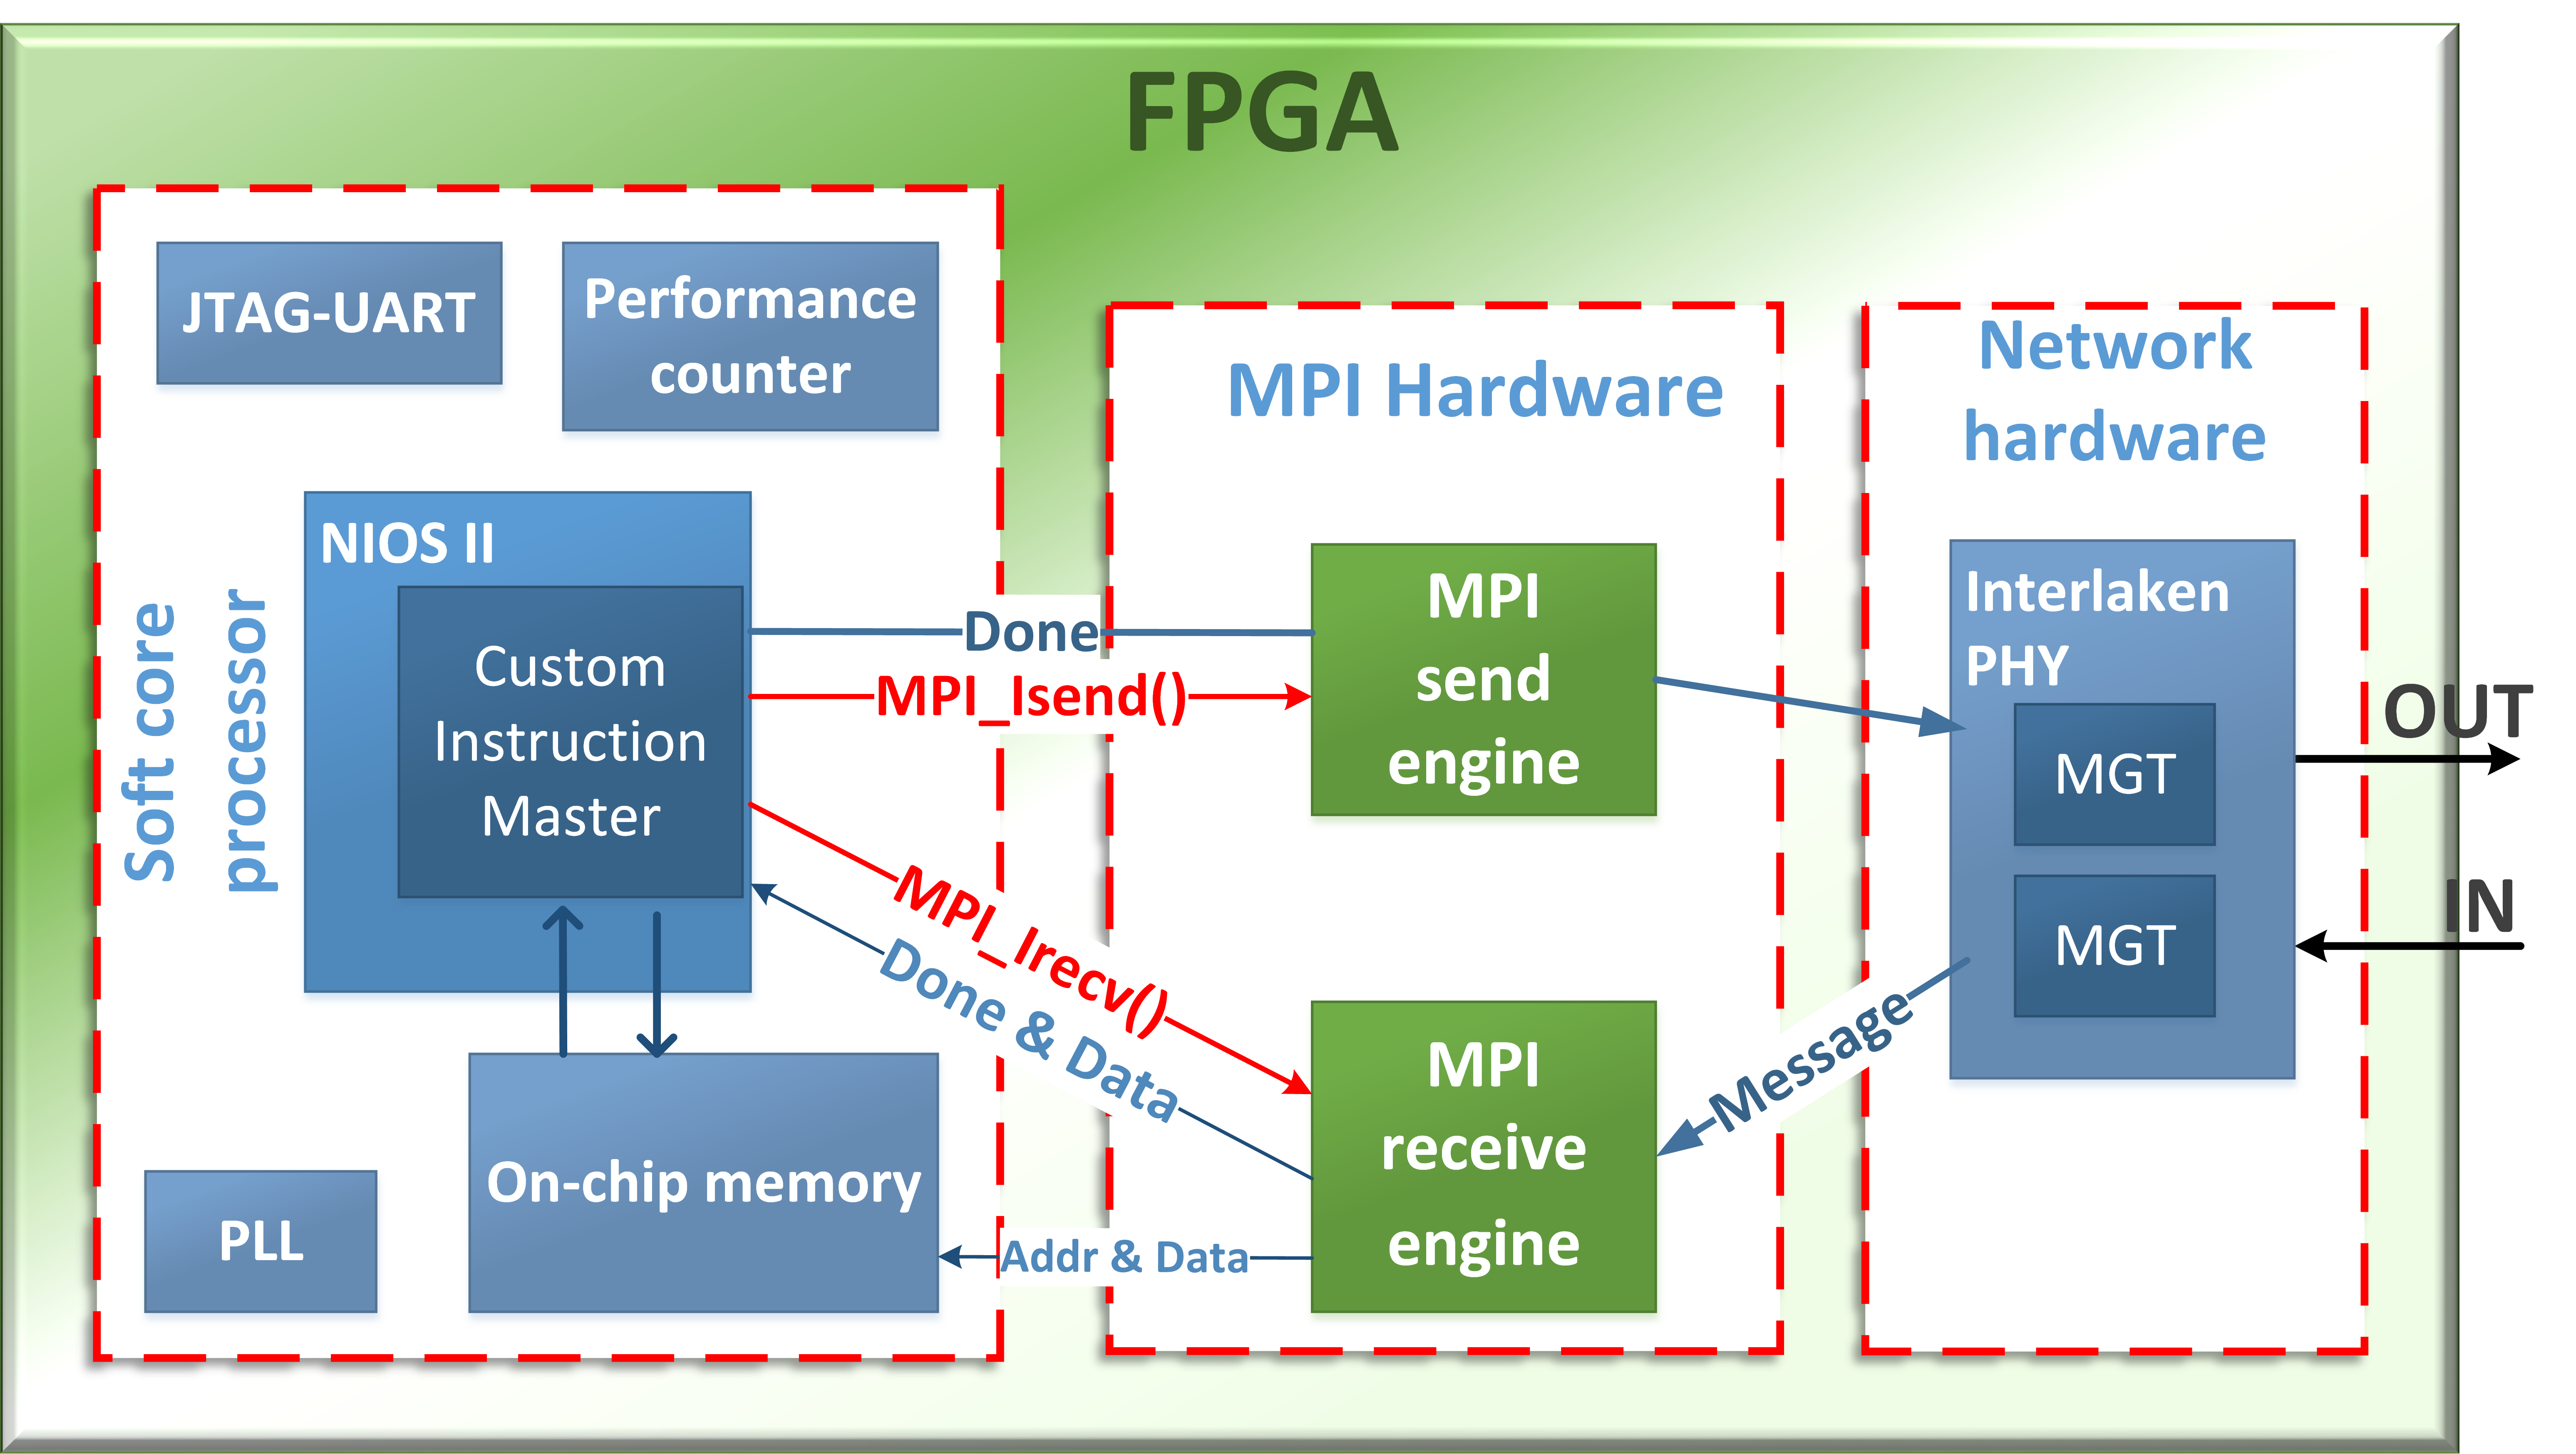 FPGA
JTAG-UART
Performance
counter
Soft core
processor
NIOS II
Custom
Instruction
Master
On-chip memory
PLL
Done
MPI_Isend()
MPI_Irecv()
Done & Data
Addr & Data
MPI Hardware
MPI
send
engine
MPI
receive
engine
Message
Network
hardware
Interlaken
PHY
MGT
MGT
OUT
IN